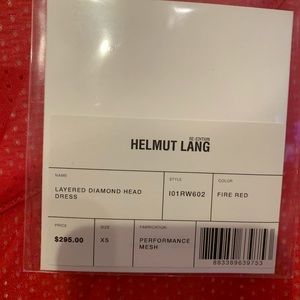 RE-EDITION
HELMUT LANG
NAME
STYLE
COLOR
LAYERED DIAMOND HEAD
DRESS
I01RW602
FIRE RED
PRICE
SIZE
FABRICATION
$295.00
XS
PERFORMANCE
MESH
883389639753